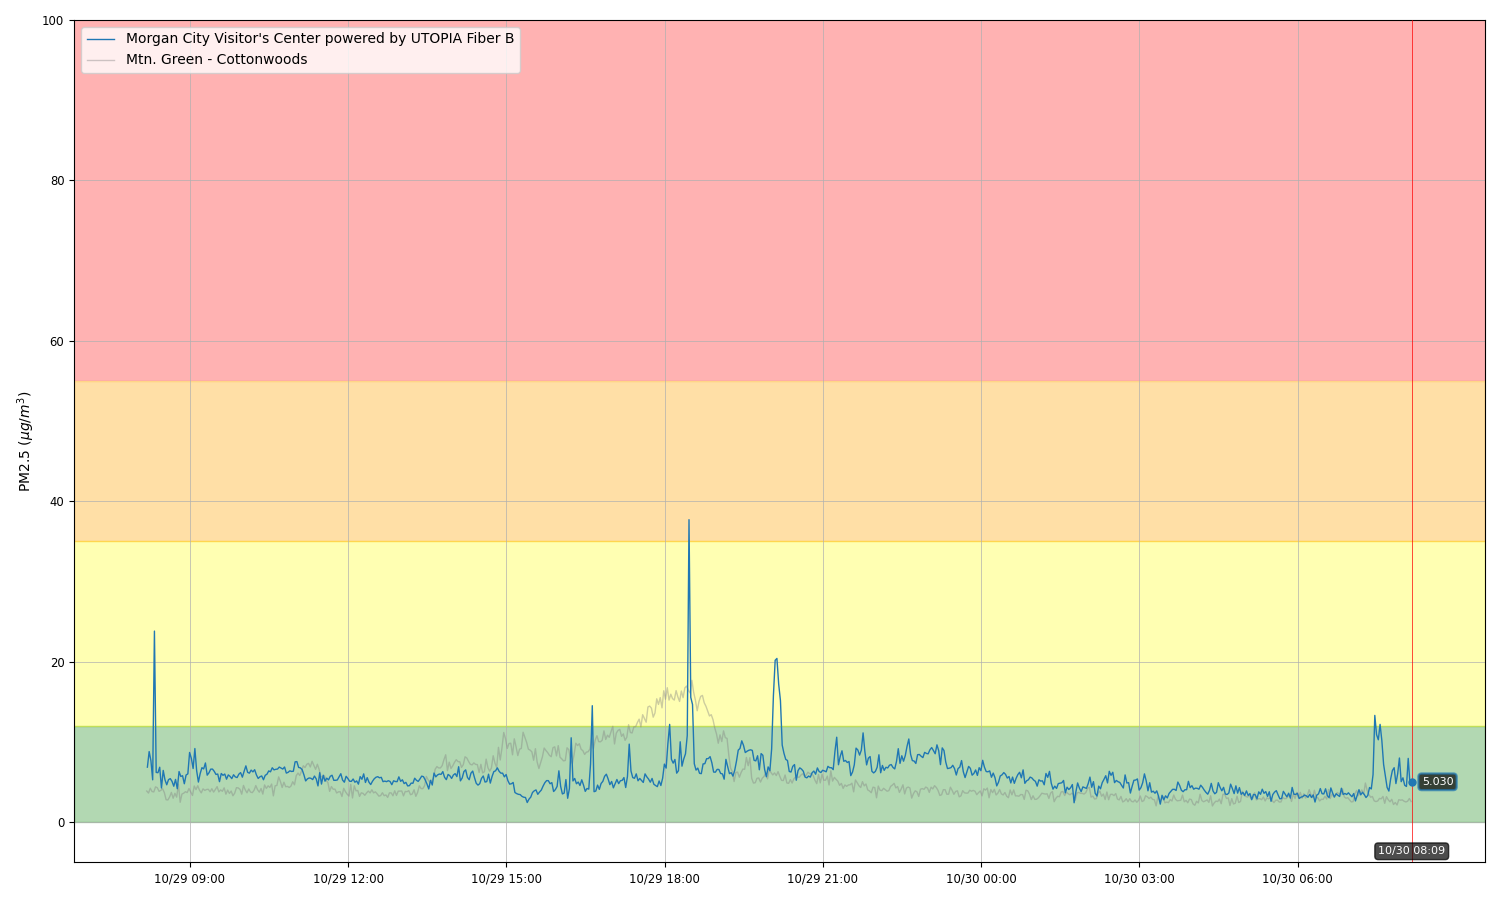 100
Morgan City Visitor's Center powered by UTOPIA Fiber B
Mtn. Green - Cottonwoods
80
60
PM2.5 (μg/m³)
40
20
5.030
0
10/30 08:09
10/29 09:00 10/29 12:00 10/29 15:00 10/29 18:00 10/29 21:00 10/30 00:00 10/30 03:00 10/30 06:00